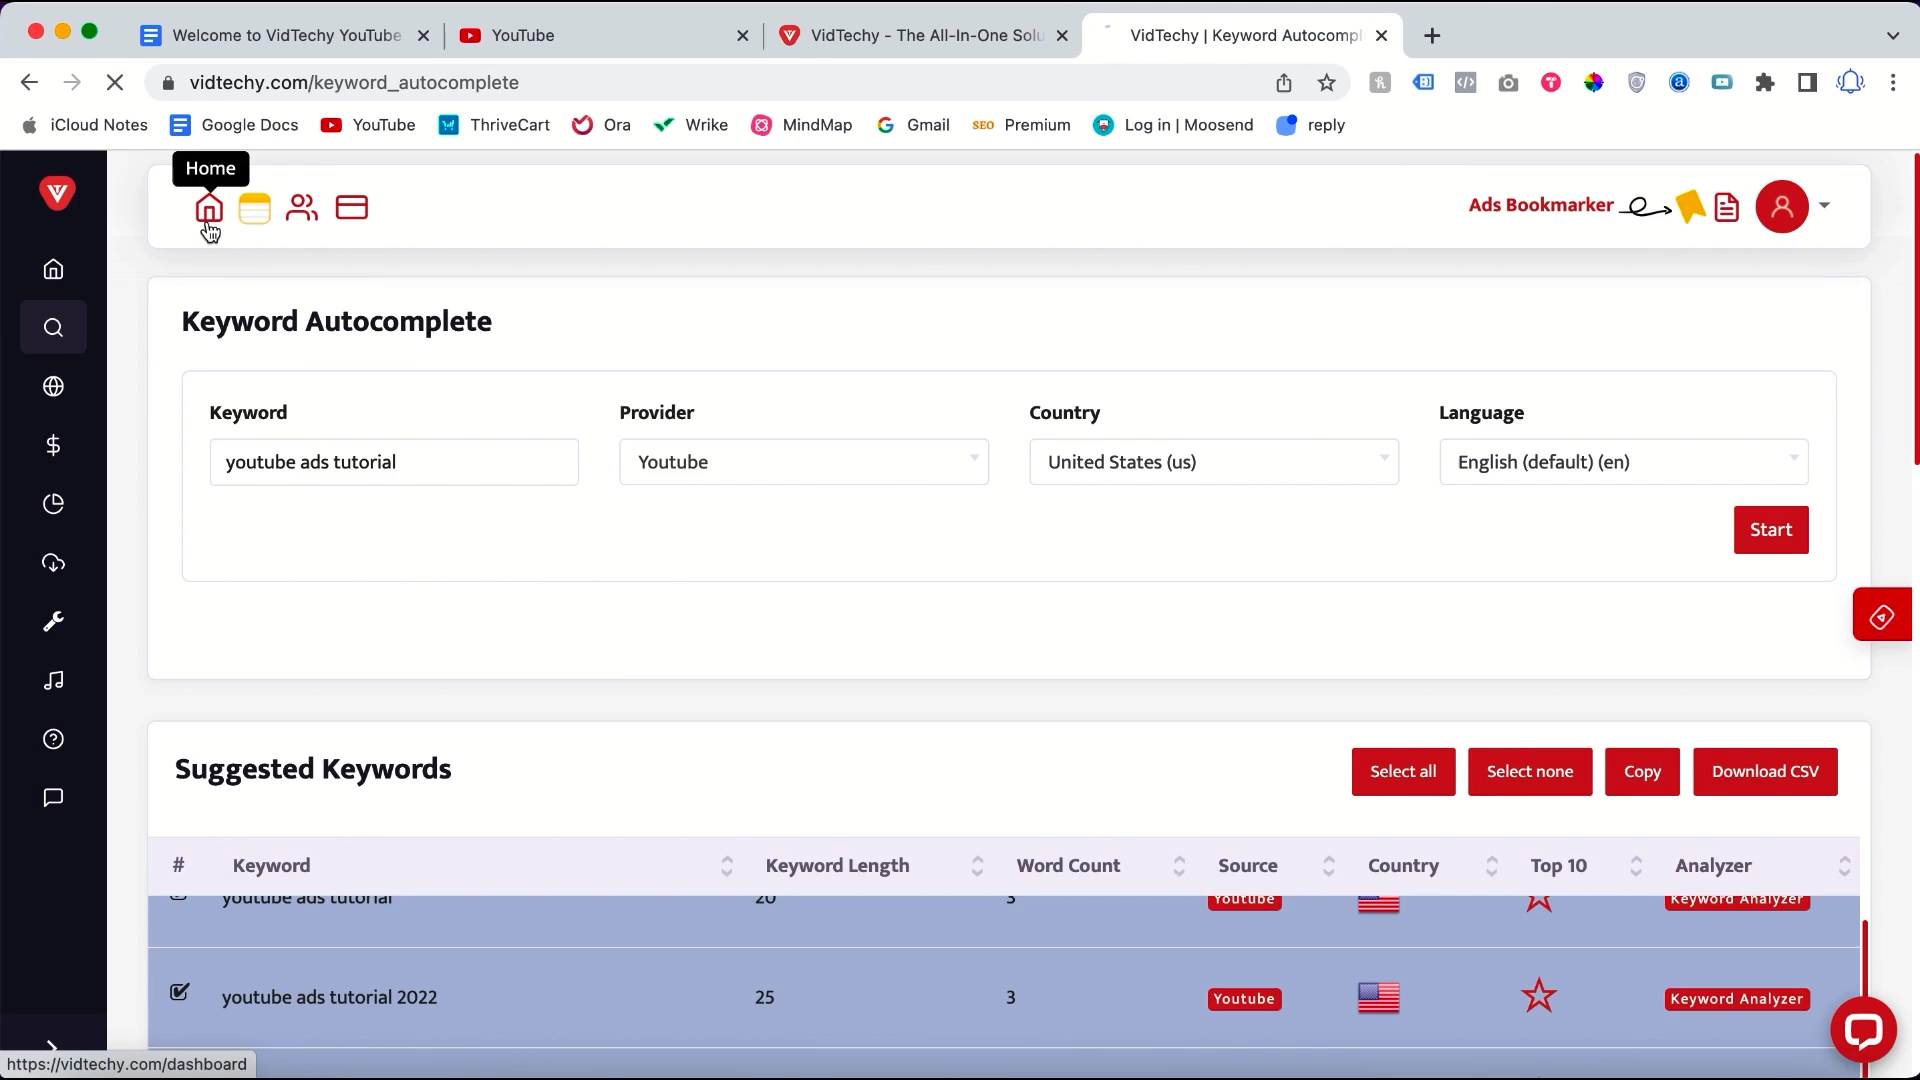 Welcome to VidTechy YouTube
YouTube
VidTechy - The All-In-One Solu
VidTechy | Keyword Autocompl
vidtechy.com/keyword_autocomplete
iCloud Notes
Google Docs
YouTube
ThriveCart
Ora
Wrike
MindMap
Gmail
SEO Premium
Log in | Moosend
reply
Home
Ads Bookmarker
Keyword Autocomplete
Keyword
Provider
Country
Language
youtube ads tutorial
Youtube
United States (us)
English (default) (en)
Start
Suggested Keywords
Select all
Select none
Copy
Download CSV
# Keyword Keyword Length Word Count Source Country Top 10 Analyzer
youtube ads tutorial 20 3 Youtube Keyword Analyzer
youtube ads tutorial 2022 25 3 Youtube Keyword Analyzer
https://vidtechy.com/dashboard